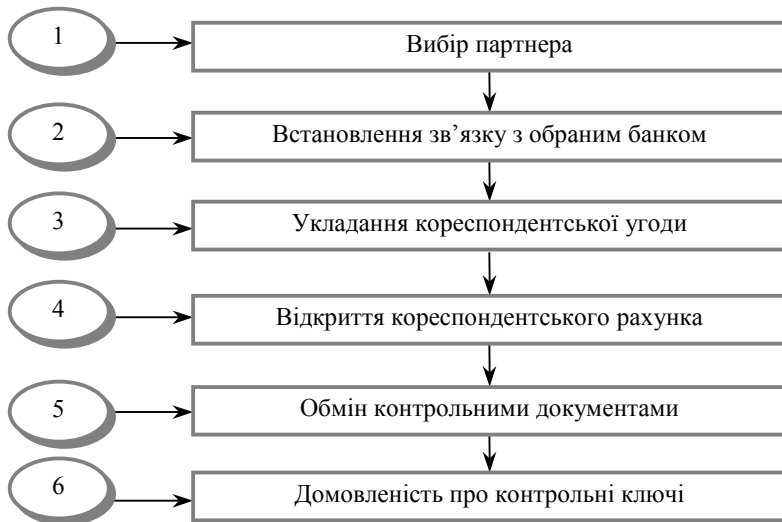 1 Вибір партнера
2 Встановлення зв’язку з обраним банком
3 Укладання кореспондентської угоди
4 Відкриття кореспондентського рахунка
5 Обмін контрольними документами
6 Домовленість про контрольні ключі